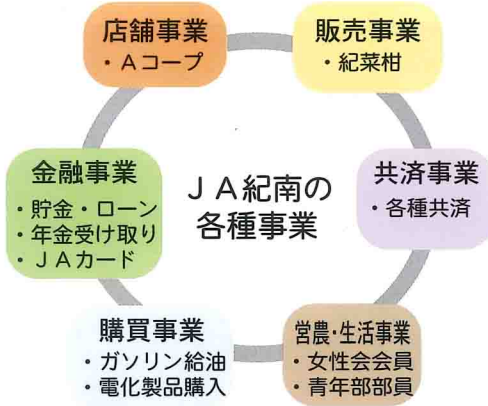 店舗事業
・Aコープ
販売事業
・紀菜柑
金融事業
・貯金・ローン
・年金受け取り
・JAカード
JA紀南の
各種事業
共済事業
・各種共済
購買事業
・ガソリン給油
・電化製品購入
営農・生活事業
・女性会会員
・青年部部員